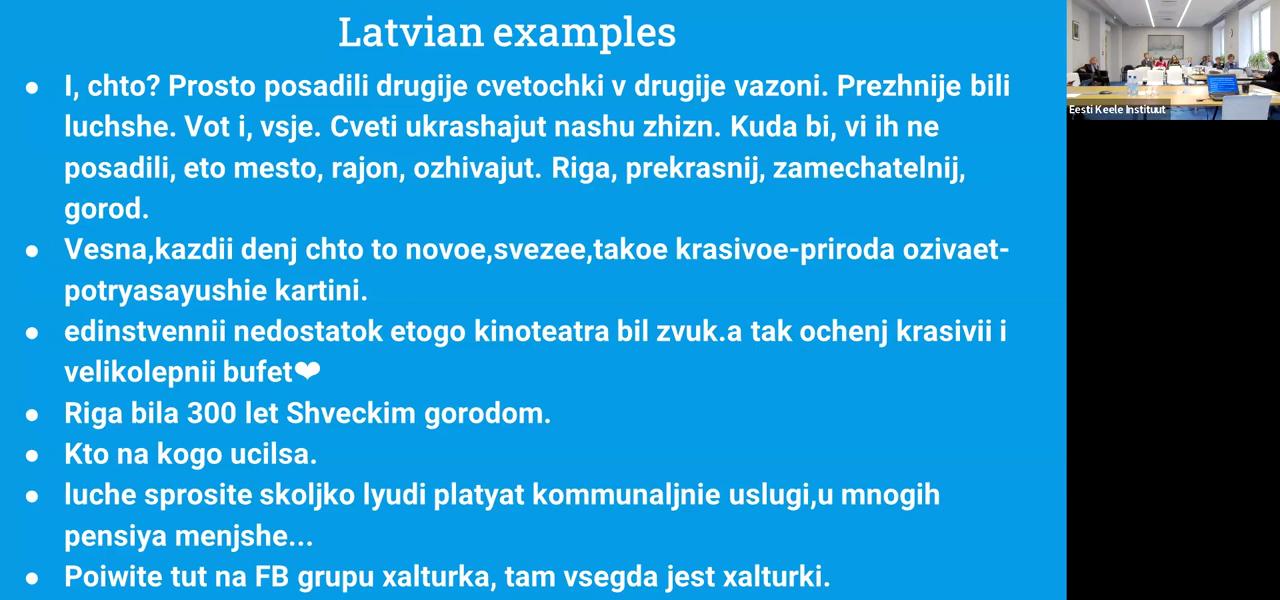 Latvian examples
● I, chto? Prosto posadili drugije cvetochki v drugije vazoni. Prezhnije bili
luchshe. Vot i, vsje. Cveti ukrashajut nashu zhizn. Kuda bi, vi ih ne
posadili, eto mesto, rajon, ozhivajut. Riga, prekrasnij, zamechatelnij,
gorod.
● Vesna,kazdii denj chto to novoe,svezee,takoe krasivoe-priroda ozivaet-
potryasayushie kartini.
● edinstvennii nedostatok etogo kinoteatra bil zvuk.a tak ochenj krasivii i
velikolepnii bufet❤
● Riga bila 300 let Shveckim gorodom.
● Kto na kogo ucilsa.
● luche sprosite skoljko lyudi platyat kommunaljnie uslugi,u mnogih
pensiya menjshe...
● Poiwite tut na FB grupu xalturka, tam vsegda jest xalturki.
Eesti Keele Instituut